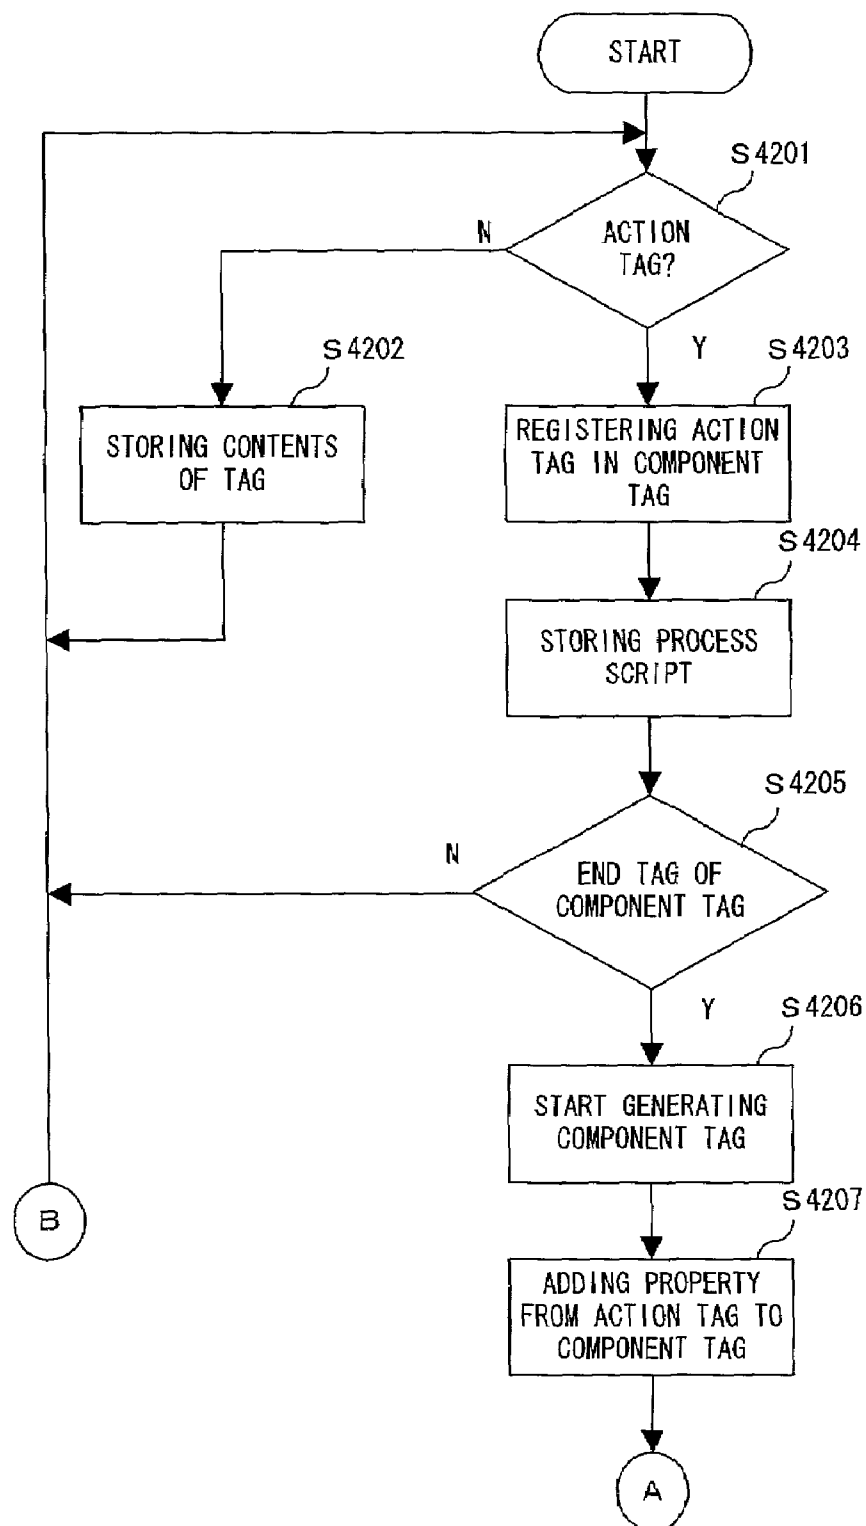 START
S4201
N
ACTION
TAG?
S4202
Y
S4203
STORING CONTENTS
OF TAG
REGISTERING ACTION
TAG IN COMPONENT
TAG
S4204
STORING PROCESS
SCRIPT
S4205
N
END TAG OF
COMPONENT TAG
Y
S4206
START GENERATING
COMPONENT TAG
B
S4207
ADDING PROPERTY
FROM ACTION TAG TO
COMPONENT TAG
A